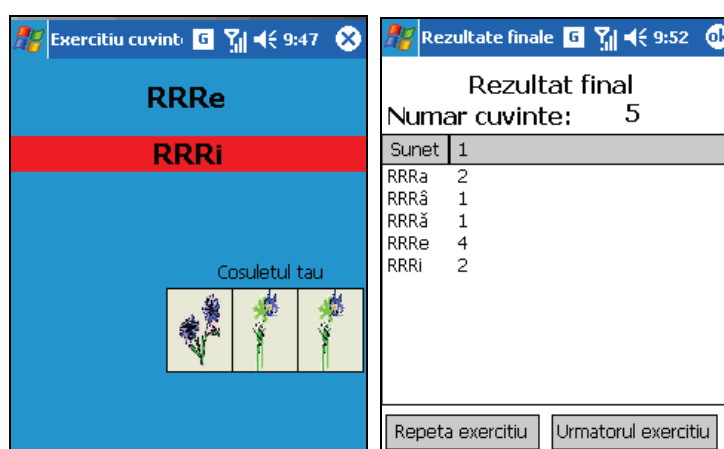 Exercitiu cuvint G 9:47
RRRe
RRRi
Cosuletul tau
Rezultate finale G 9:52 ok
Rezultat final
Numar cuvinte: 5
Sunet 1
RRRa 2
RRRâ 1
RRRă 1
RRRe 4
RRRi 2
Repeta exercitiu Urmatorul exercitiu